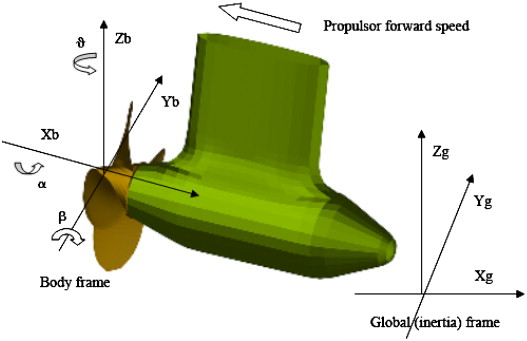 Propulsor forward speed
ϑ
Zb
Yb
Xb
α
β
Body frame
Zg
Yg
Xg
Global (inertia) frame